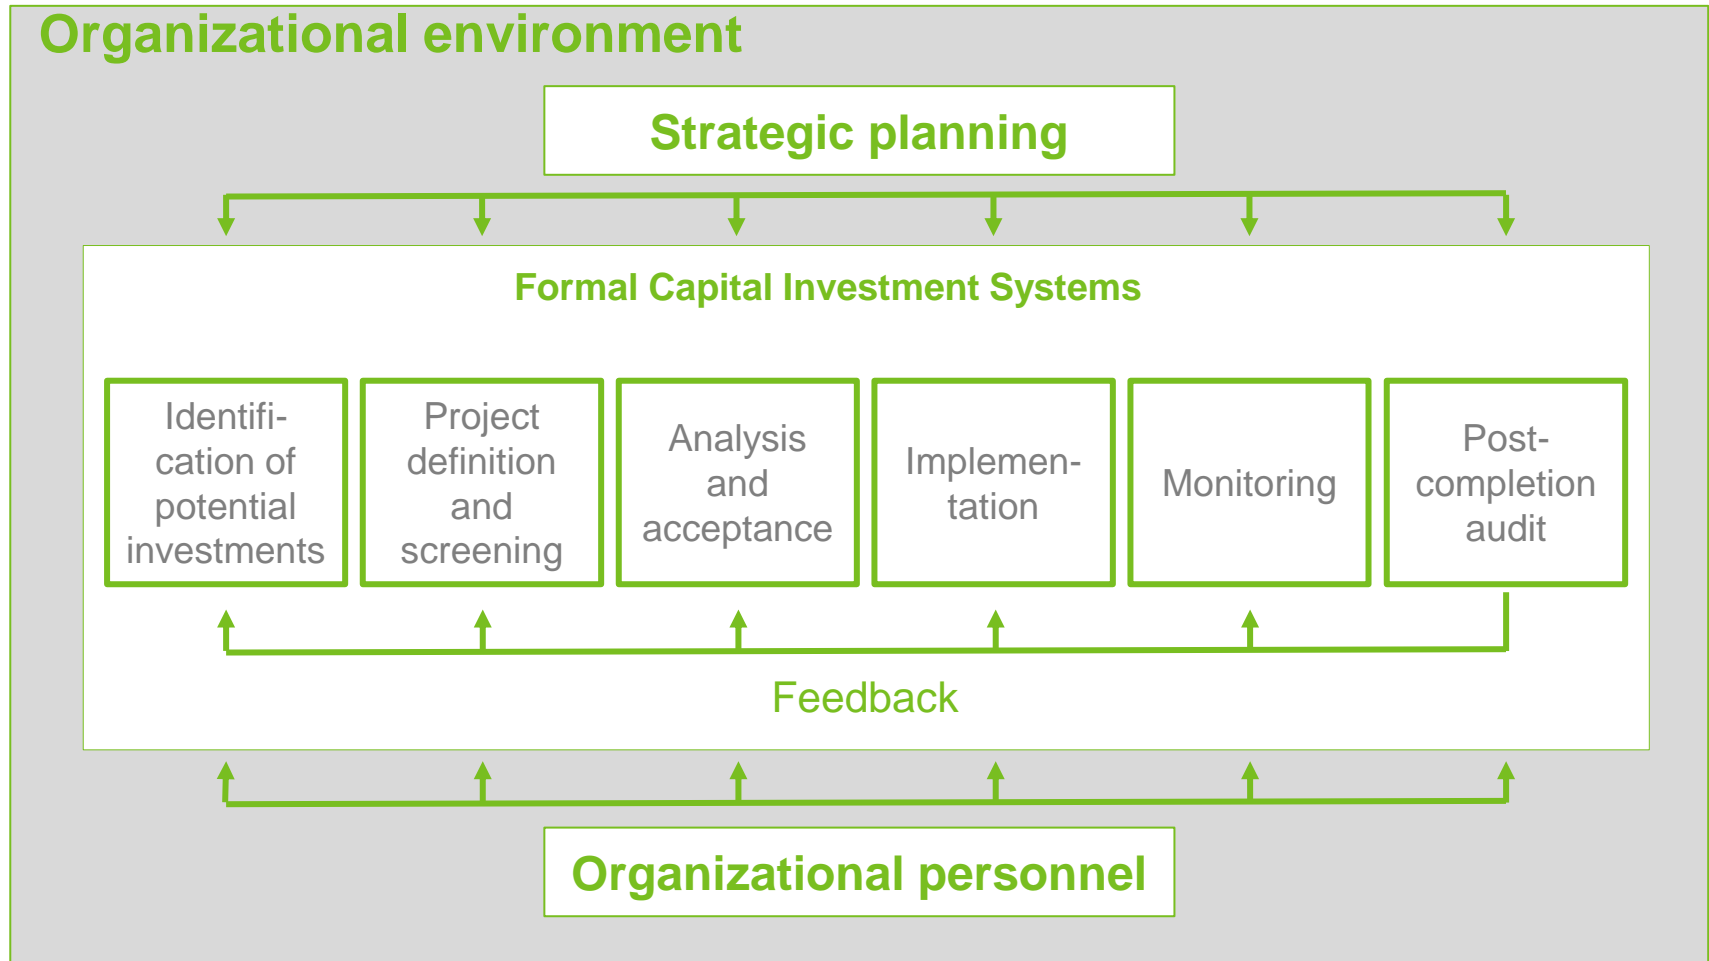 Organizational environment
Strategic planning
Formal Capital Investment Systems
Identifi-
cation of
potential
investments
Project
definition
and
screening
Analysis
and
acceptance
Implemen-
tation
Monitoring
Post-
completion
audit
Feedback
Organizational personnel